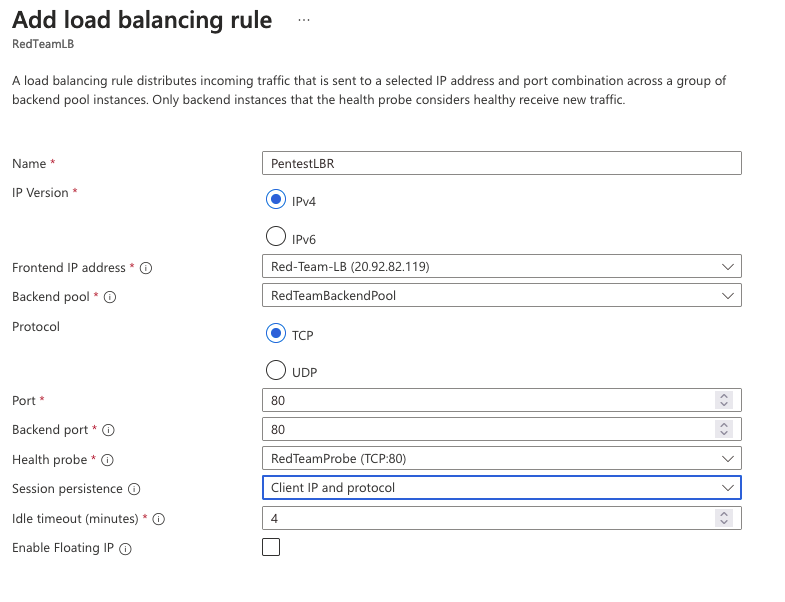 Add load balancing rule ...
RedTeamLB
A load balancing rule distributes incoming traffic that is sent to a selected IP address and port combination across a group of
backend pool instances. Only backend instances that the health probe considers healthy receive new traffic.
Name * PentestLBR
IP Version * IPv4
IPv6
Frontend IP address * Red-Team-LB (20.92.82.119)
Backend pool * RedTeamBackendPool
Protocol TCP
UDP
Port * 80
Backend port * 80
Health probe * RedTeamProbe (TCP:80)
Session persistence Client IP and protocol
Idle timeout (minutes) * 4
Enable Floating IP